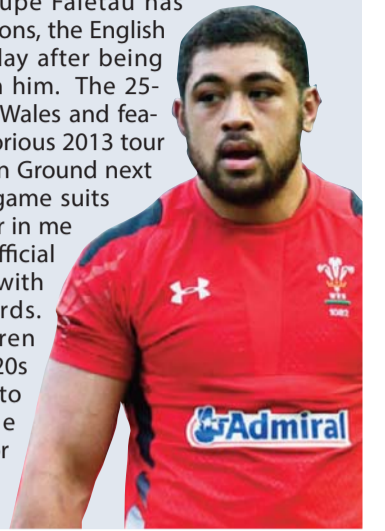 upe Faletau has
ons, the English
lay after being
him. The 25-
Wales and fea-
orious 2013 tour
n Ground next
game suits
r in me
fficial
with
rds.
ren
20s
to
e
r
Admiral